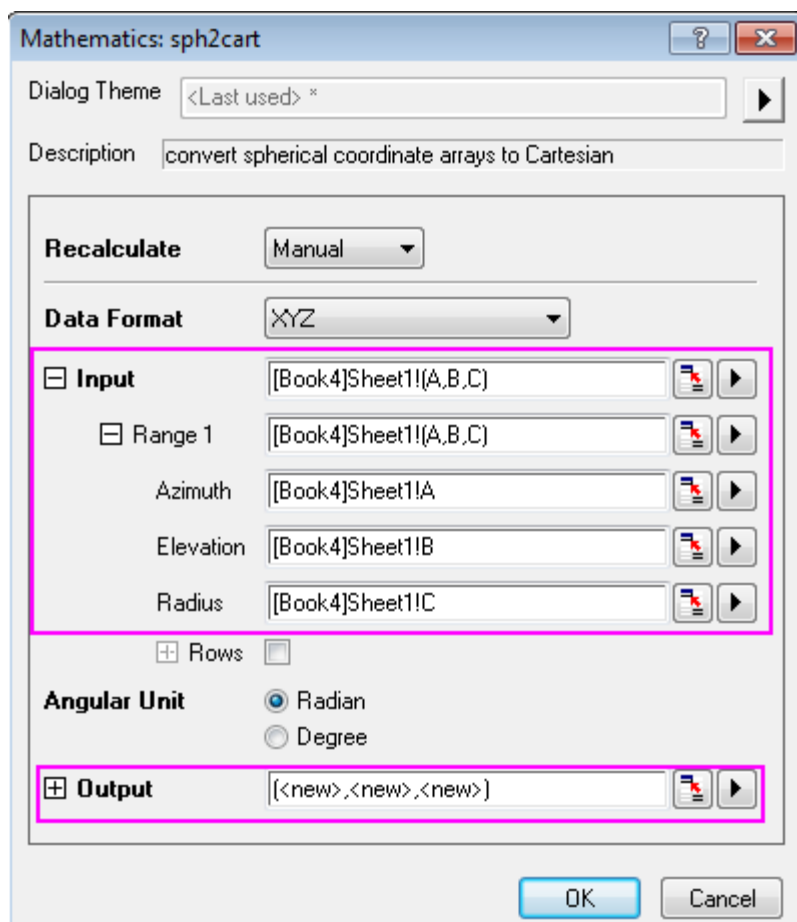 Mathematics: sph2cart
Dialog Theme <Last used> *
Description convert spherical coordinate arrays to Cartesian
Recalculate Manual
Data Format XYZ
Input [Book4]Sheet1!(A,B,C)
Range 1 [Book4]Sheet1!(A,B,C)
Azimuth [Book4]Sheet1!A
Elevation [Book4]Sheet1!B
Radius [Book4]Sheet1!C
Rows
Angular Unit Radian
Degree
Output (<new>,<new>,<new>)
OK Cancel